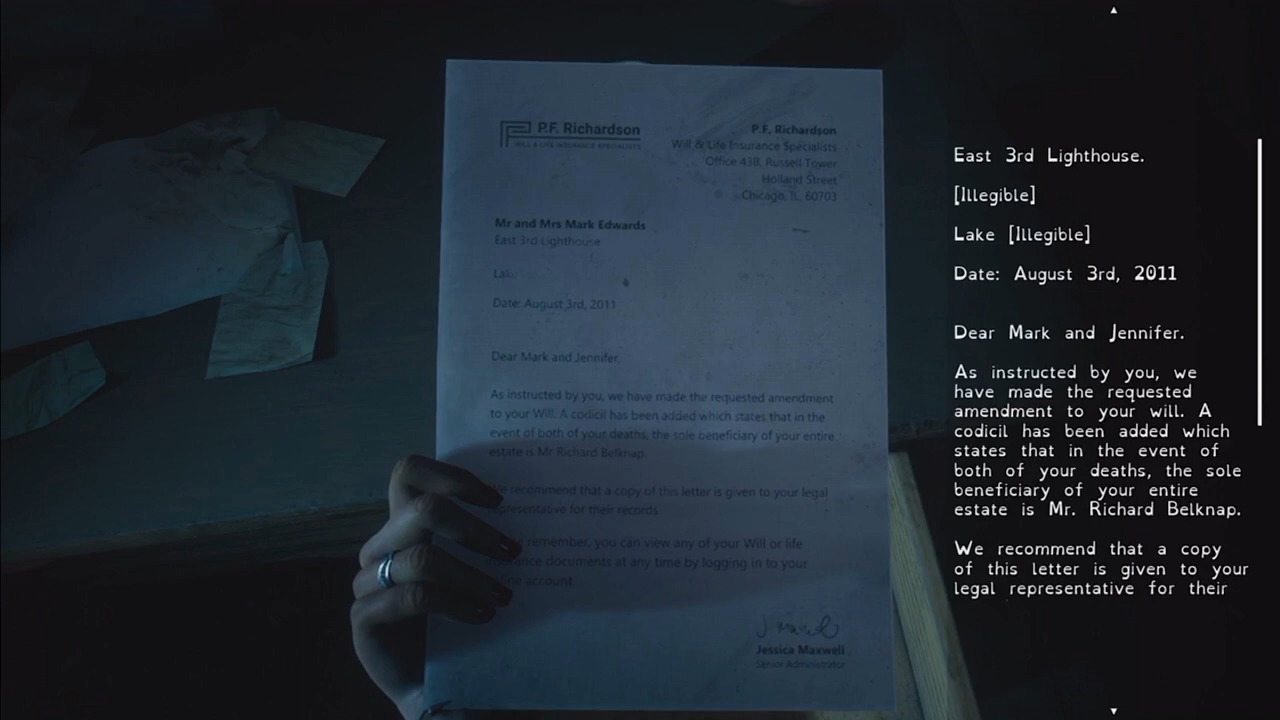 P.F. Richardson
WILL & LIFE INSURANCE SPECIALISTS
P.F. Richardson
Will & Life Insurance Specialists
Office 43B, Russell Tower
Holland Street
Chicago, IL, 60703
Mr and Mrs Mark Edwards
East 3rd Lighthouse
Date: August 3rd, 2011
Dear Mark and Jennifer
As instructed by you, we have made the requested amendment
to your Will. A codicil has been added which states that in the
event of both of your deaths, the sole beneficiary of your entire
estate is Mr Richard Belknap.
recommend that a copy of this letter is given to your legal
for their records.
remember, you can view any of your Will or life
documents at any time by logging in to your
account.
Jessica Maxwell
Senior Administrator
East 3rd Lighthouse.
[Illegible]
Lake [Illegible]
Date: August 3rd, 2011
Dear Mark and Jennifer.
As instructed by you, we
have made the requested
amendment to your will. A
codicil has been added which
states that in the event of
both of your deaths, the sole
beneficiary of your entire
estate is Mr. Richard Belknap.
We recommend that a copy
of this letter is given to your
legal representative for their